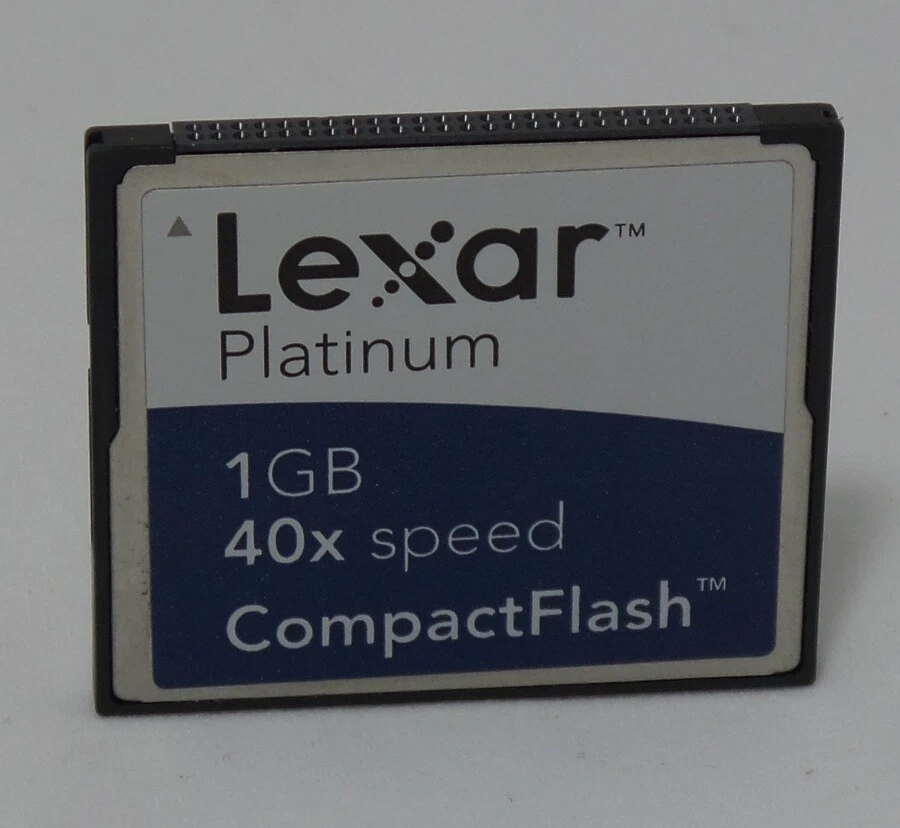 Lexar™
Platinum
1GB
40x speed
CompactFlash™